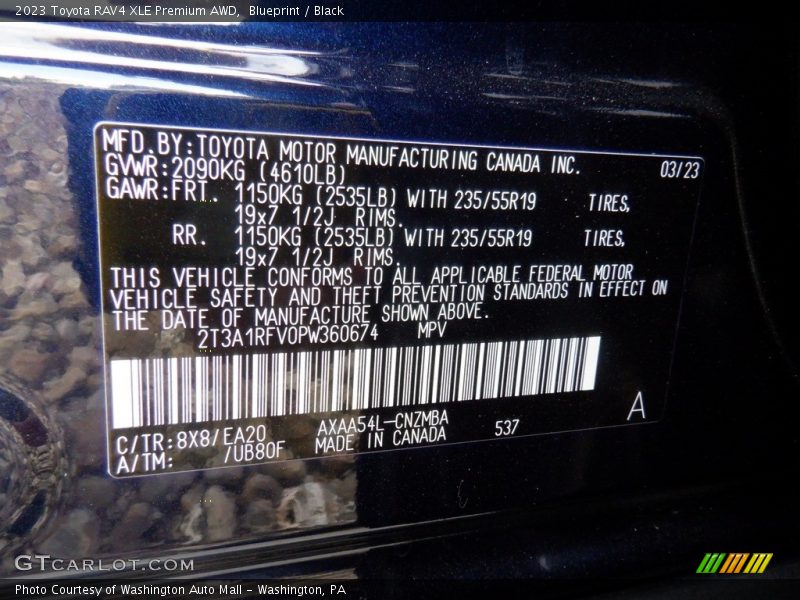 2023 Toyota RAV4 XLE Premium AWD, Blueprint / Black
MFD.BY:TOYOTA MOTOR MANUFACTURING CANADA INC. 03/23
GVWR:2090KG (4610LB)
GAWR:FRT. 1150KG (2535LB) WITH 235/55R19 TIRES,
19x7 1/2J RIMS.
RR. 1150KG (2535LB) WITH 235/55R19 TIRES,
19x7 1/2J RIMS.
THIS VEHICLE CONFORMS TO ALL APPLICABLE FEDERAL MOTOR
VEHICLE SAFETY AND THEFT PREVENTION STANDARDS IN EFFECT ON
THE DATE OF MANUFACTURE SHOWN ABOVE.
2T3A1RFV0PW360674 MPV
A
C/TR:8X8/EA20 AXAA54L-CNZMBA 537
A/TM: /UB80F MADE IN CANADA
GTCARLOT.COM
Photo Courtesy of Washington Auto Mall - Washington, PA